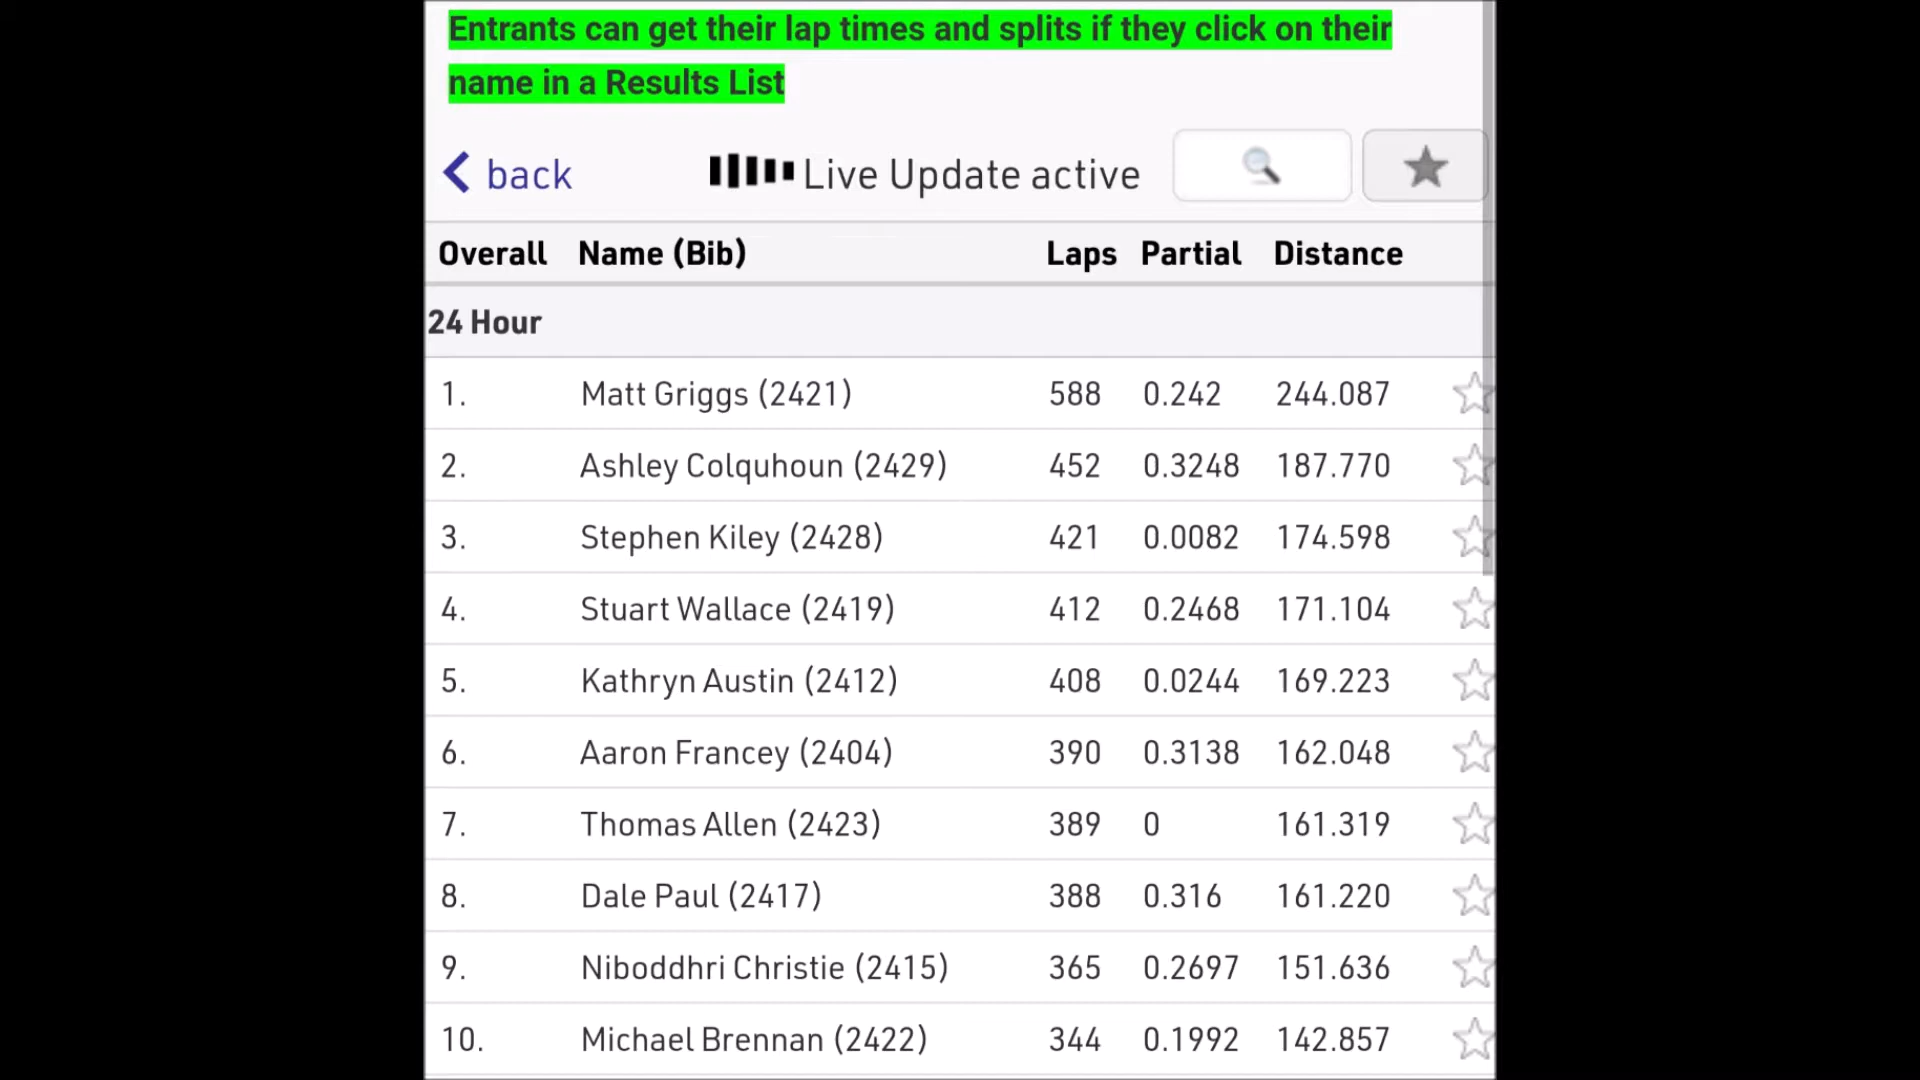 Entrants can get their lap times and splits if they click on their
name in a Results List
back Live Update active
Overall Name (Bib) Laps Partial Distance
24 Hour
1. Matt Griggs (2421) 588 0.242 244.087
2. Ashley Colquhoun (2429) 452 0.3248 187.770
3. Stephen Kiley (2428) 421 0.0082 174.598
4. Stuart Wallace (2419) 412 0.2468 171.104
5. Kathryn Austin (2412) 408 0.0244 169.223
6. Aaron Francey (2404) 390 0.3138 162.048
7. Thomas Allen (2423) 389 0 161.319
8. Dale Paul (2417) 388 0.316 161.220
9. Niboddhri Christie (2415) 365 0.2697 151.636
10. Michael Brennan (2422) 344 0.1992 142.857